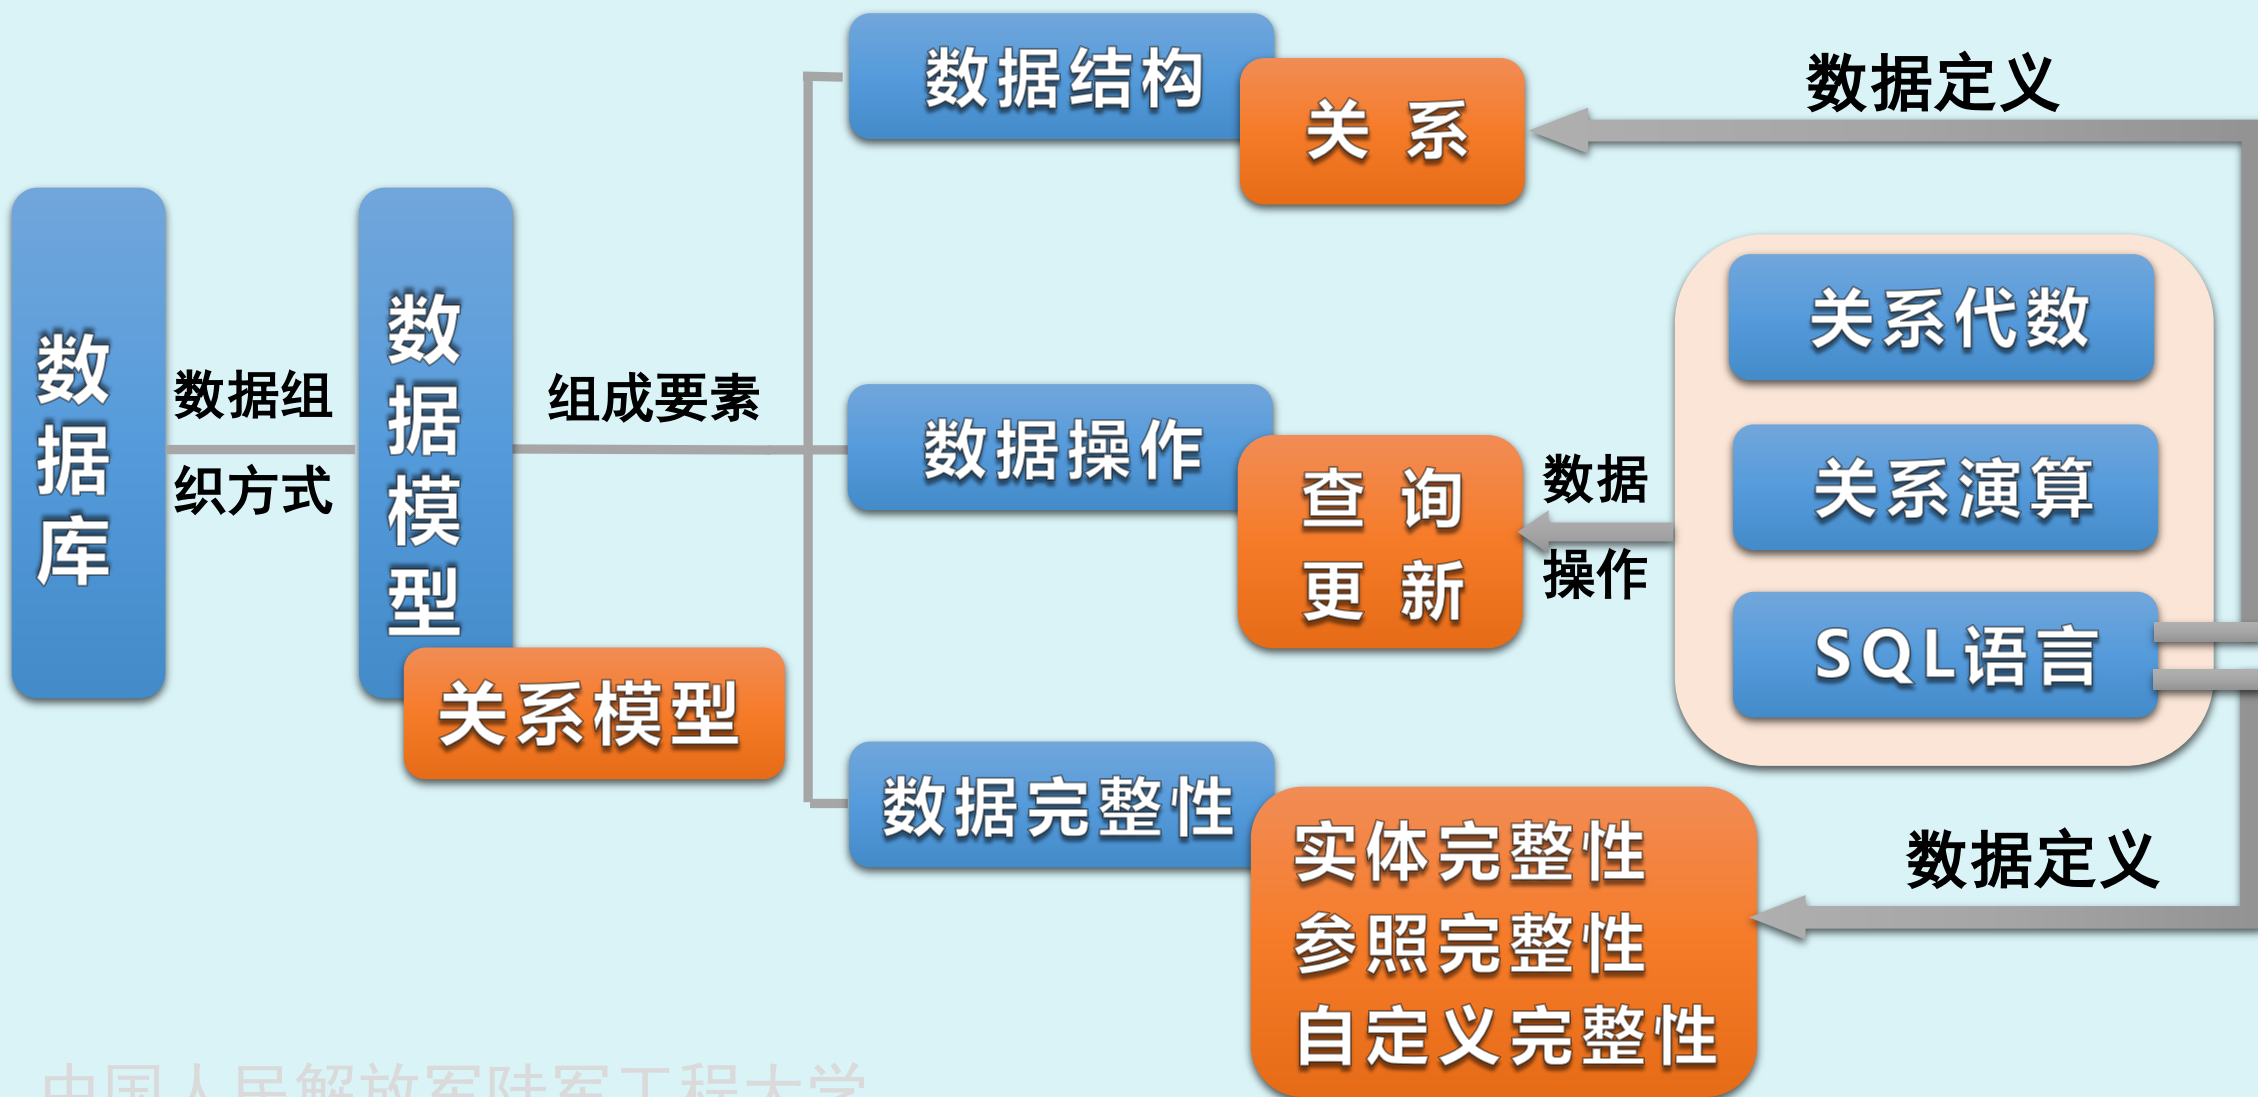 数据库
数据组
织方式
数据模型
关系模型
组成要素
数据结构
关 系
数据定义
数据操作
查 询
更 新
数据
操作
关系代数
关系演算
SQL语言
数据完整性
实体完整性
参照完整性
自定义完整性
数据定义
中国人民解放军陆军工程大学